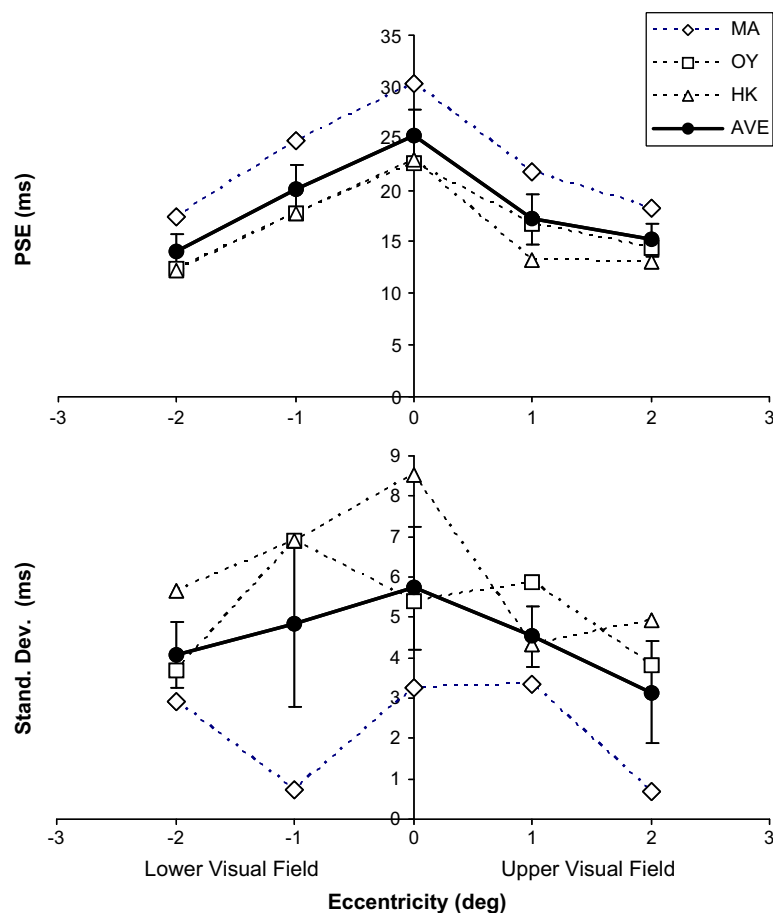 MA
OY
HK
AVE
PSE (ms)
35
30
25
20
15
10
5
0
-3 -2 -1 0 1 2 3
Stand. Dev. (ms)
9
8
7
6
5
4
3
2
1
0
-3 -2 -1 0 1 2 3
Lower Visual Field Upper Visual Field
Eccentricity (deg)